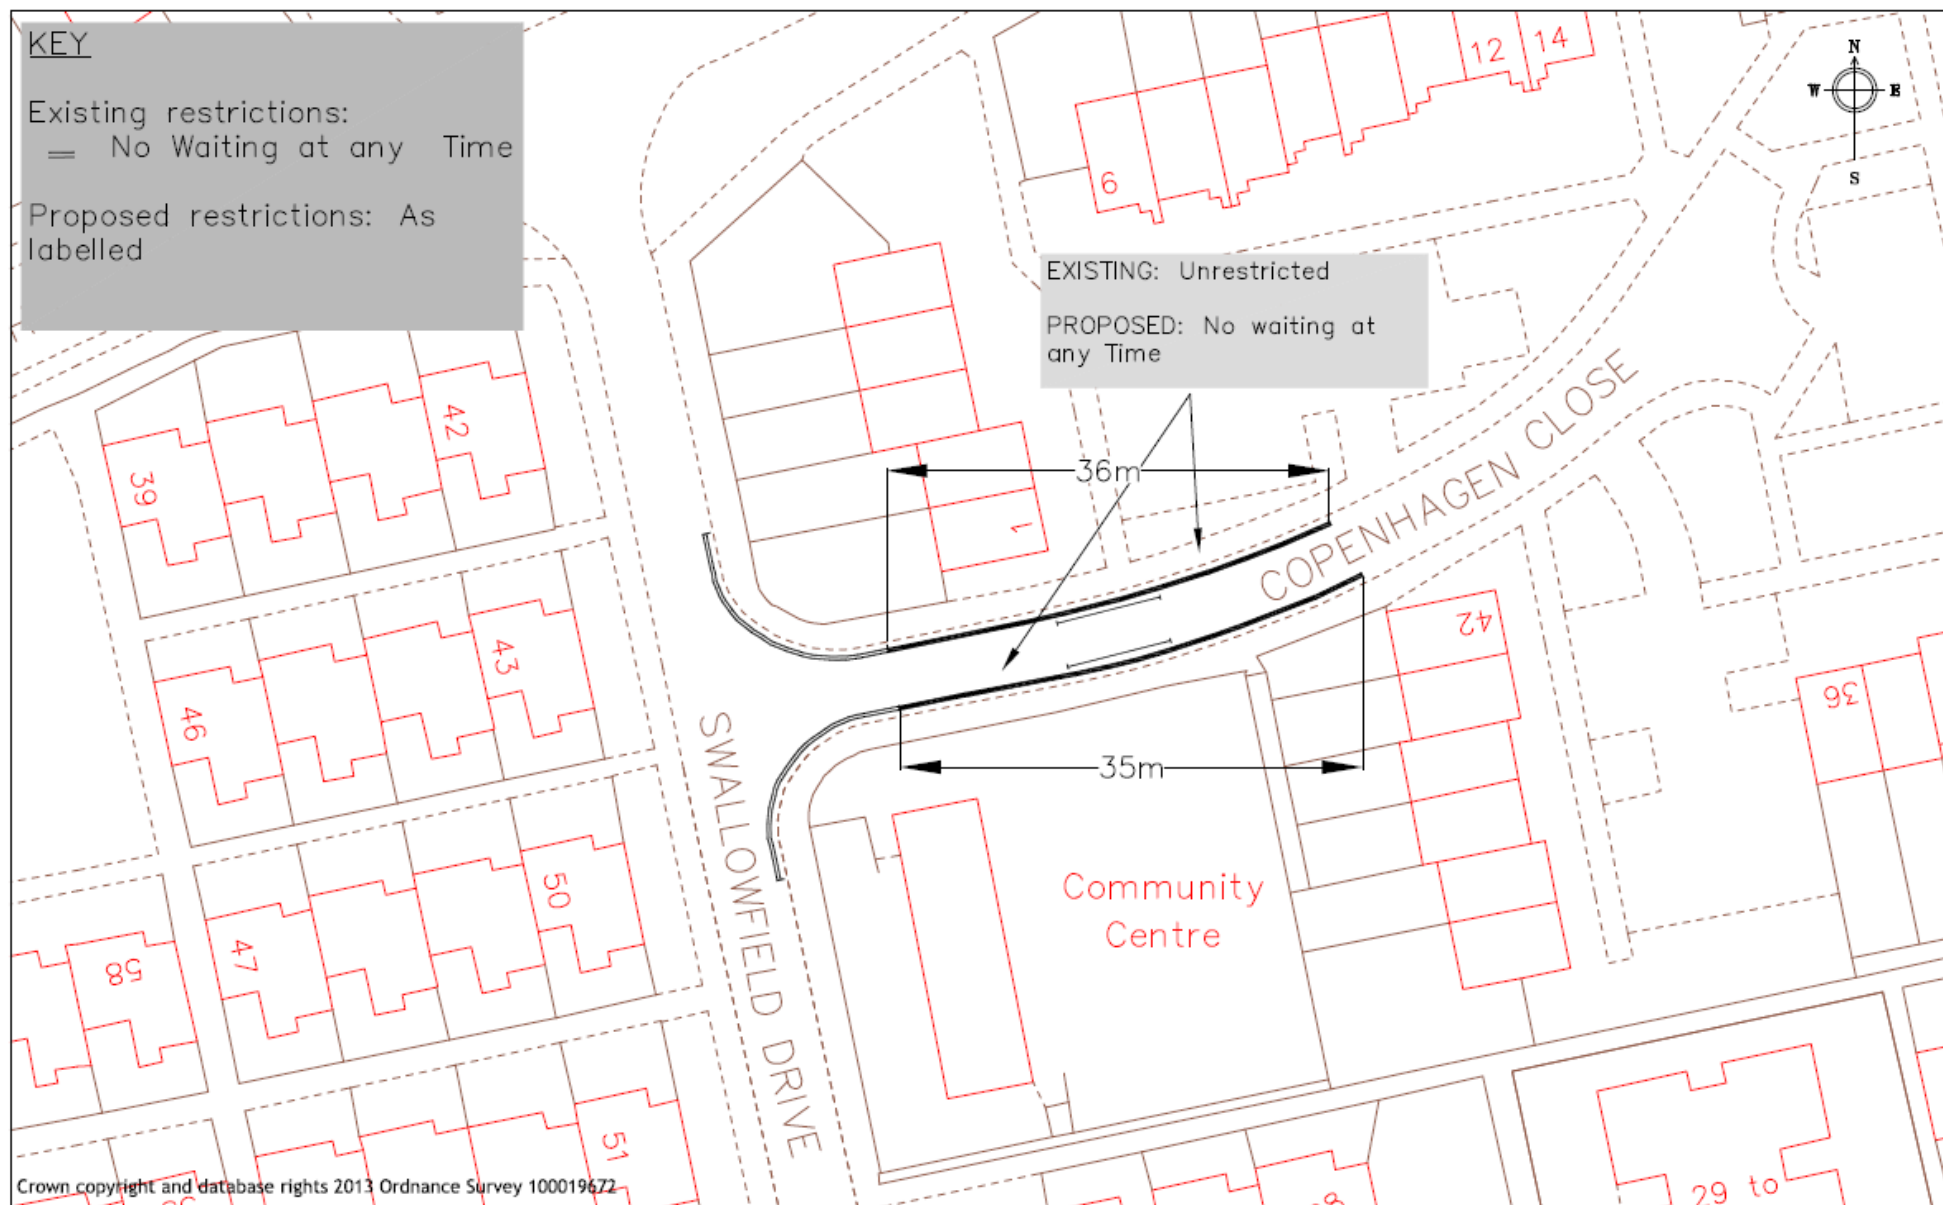 KEY
Existing restrictions:
No Waiting at any Time
Proposed restrictions: As
labelled
N
W E
S
12 14
6
EXISTING: Unrestricted
PROPOSED: No waiting at
any Time
42
39
36m
1
COPENHAGEN CLOSE
42
43
46
36
35m
SWALLOWFIELD DRIVE
Community
Centre
50
47
58
51
29 to
Crown copyright and database rights 2013 Ordnance Survey 100019672